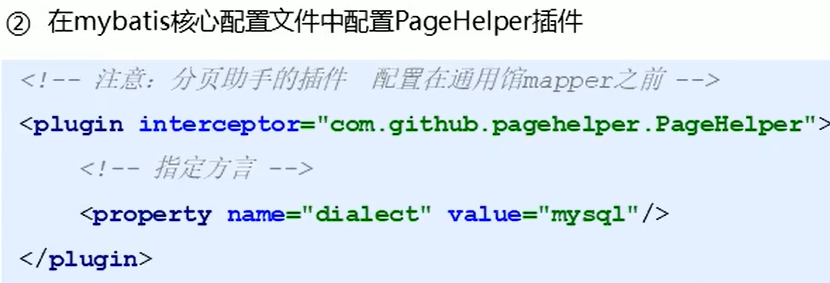 ② 在mybatis核心配置文件中配置PageHelper插件
<!-- 注意：分页助手的插件 配置在通用馆mapper之前 -->
<plugin interceptor="com.github.pagehelper.PageHelper">
<!-- 指定方言 -->
<property name="dialect" value="mysql"/>
</plugin>